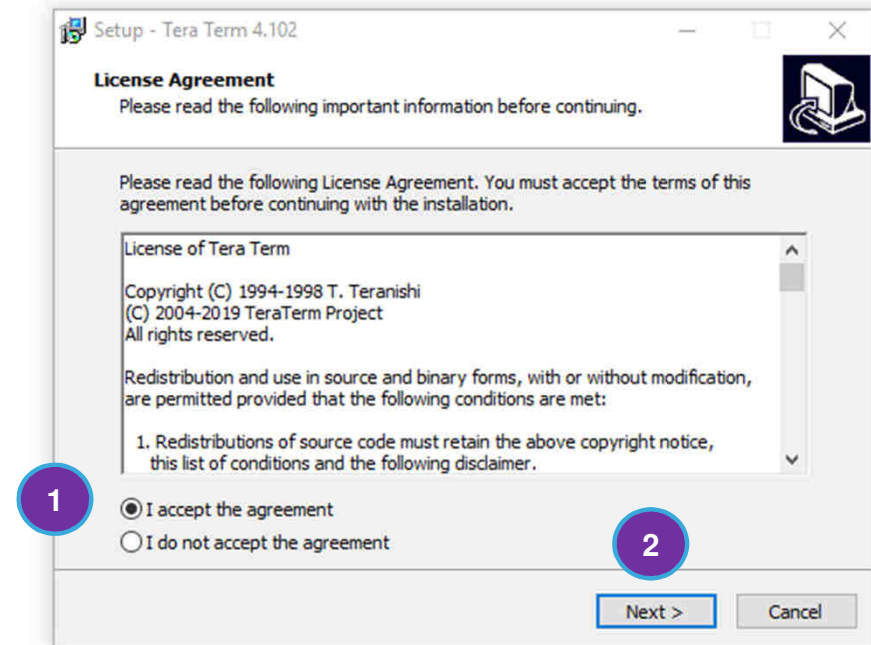 Setup - Tera Term 4.102
License Agreement
Please read the following important information before continuing.
Please read the following License Agreement. You must accept the terms of this
agreement before continuing with the installation.
License of Tera Term
Copyright (C) 1994-1998 T. Teranishi
(C) 2004-2019 TeraTerm Project
All rights reserved.
Redistribution and use in source and binary forms, with or without modification,
are permitted provided that the following conditions are met:
1. Redistributions of source code must retain the above copyright notice,
this list of conditions and the following disclaimer.
1
I accept the agreement
I do not accept the agreement
2
Next >
Cancel